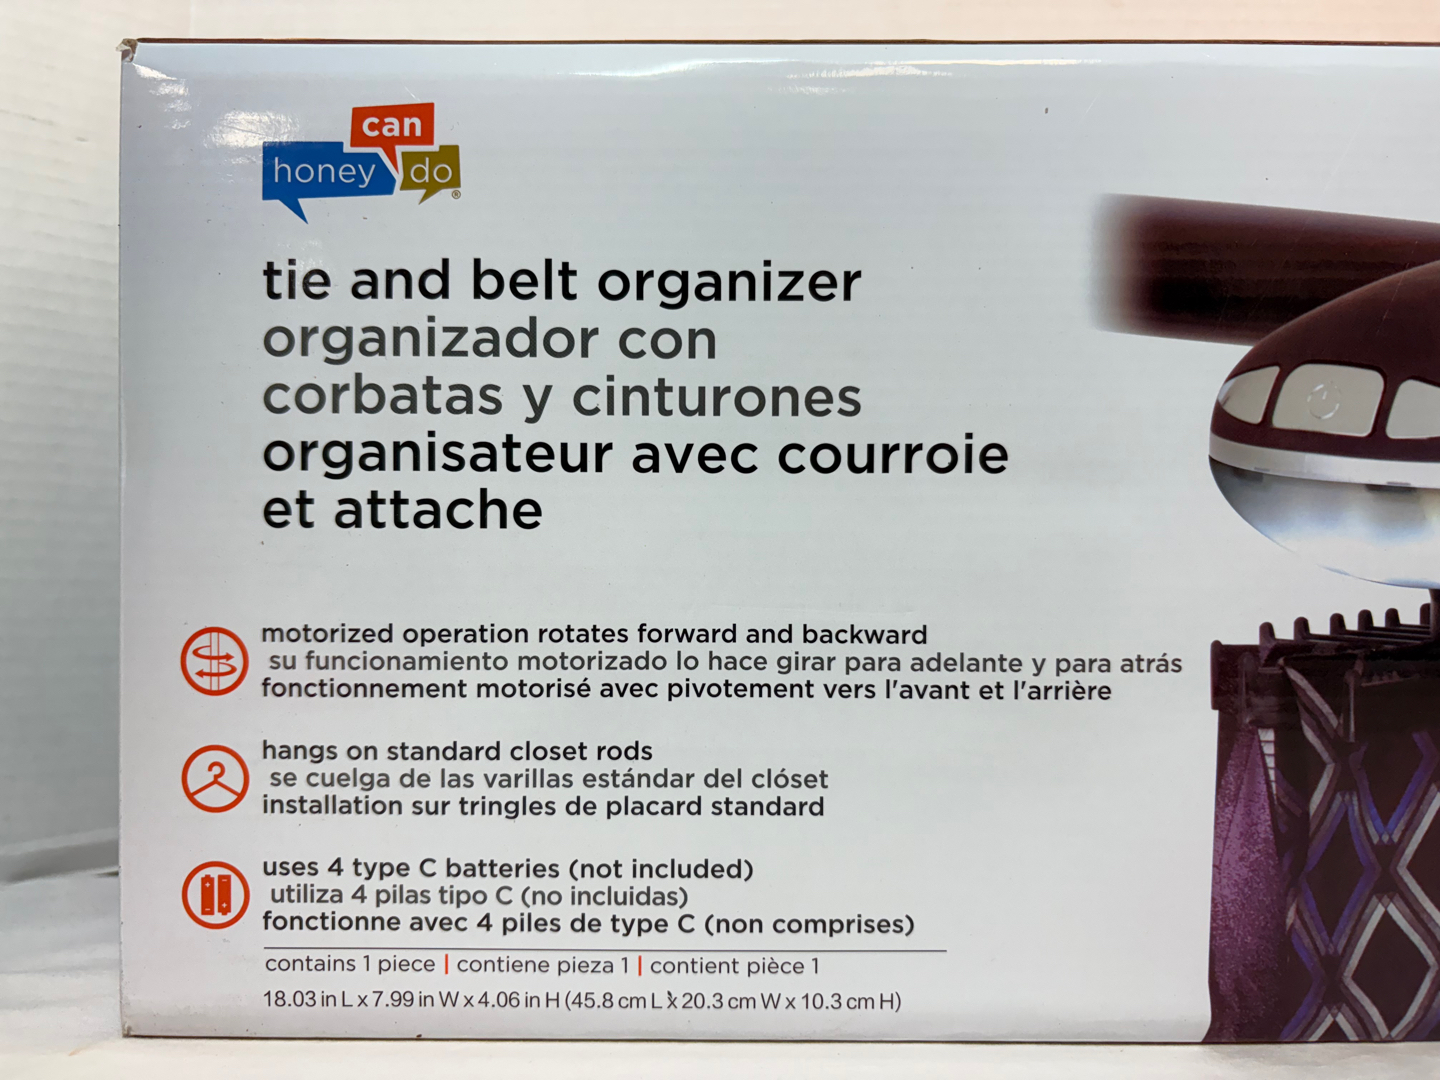 honey can do®
tie and belt organizer
organizador con
corbatas y cinturones
organisateur avec courroie
et attache
motorized operation rotates forward and backward
su funcionamiento motorizado lo hace girar para adelante y para atrás
fonctionnement motorisé avec pivotement vers l'avant et l'arrière
hangs on standard closet rods
se cuelga de las varillas estándar del clóset
installation sur tringles de placard standard
uses 4 type C batteries (not included)
utiliza 4 pilas tipo C (no incluidas)
fonctionne avec 4 piles de type C (non comprises)
contains 1 piece | contiene pieza 1 | contient pièce 1
18.03 in L x 7.99 in W x 4.06 in H (45.8 cm L x 20.3 cm W x 10.3 cm H)